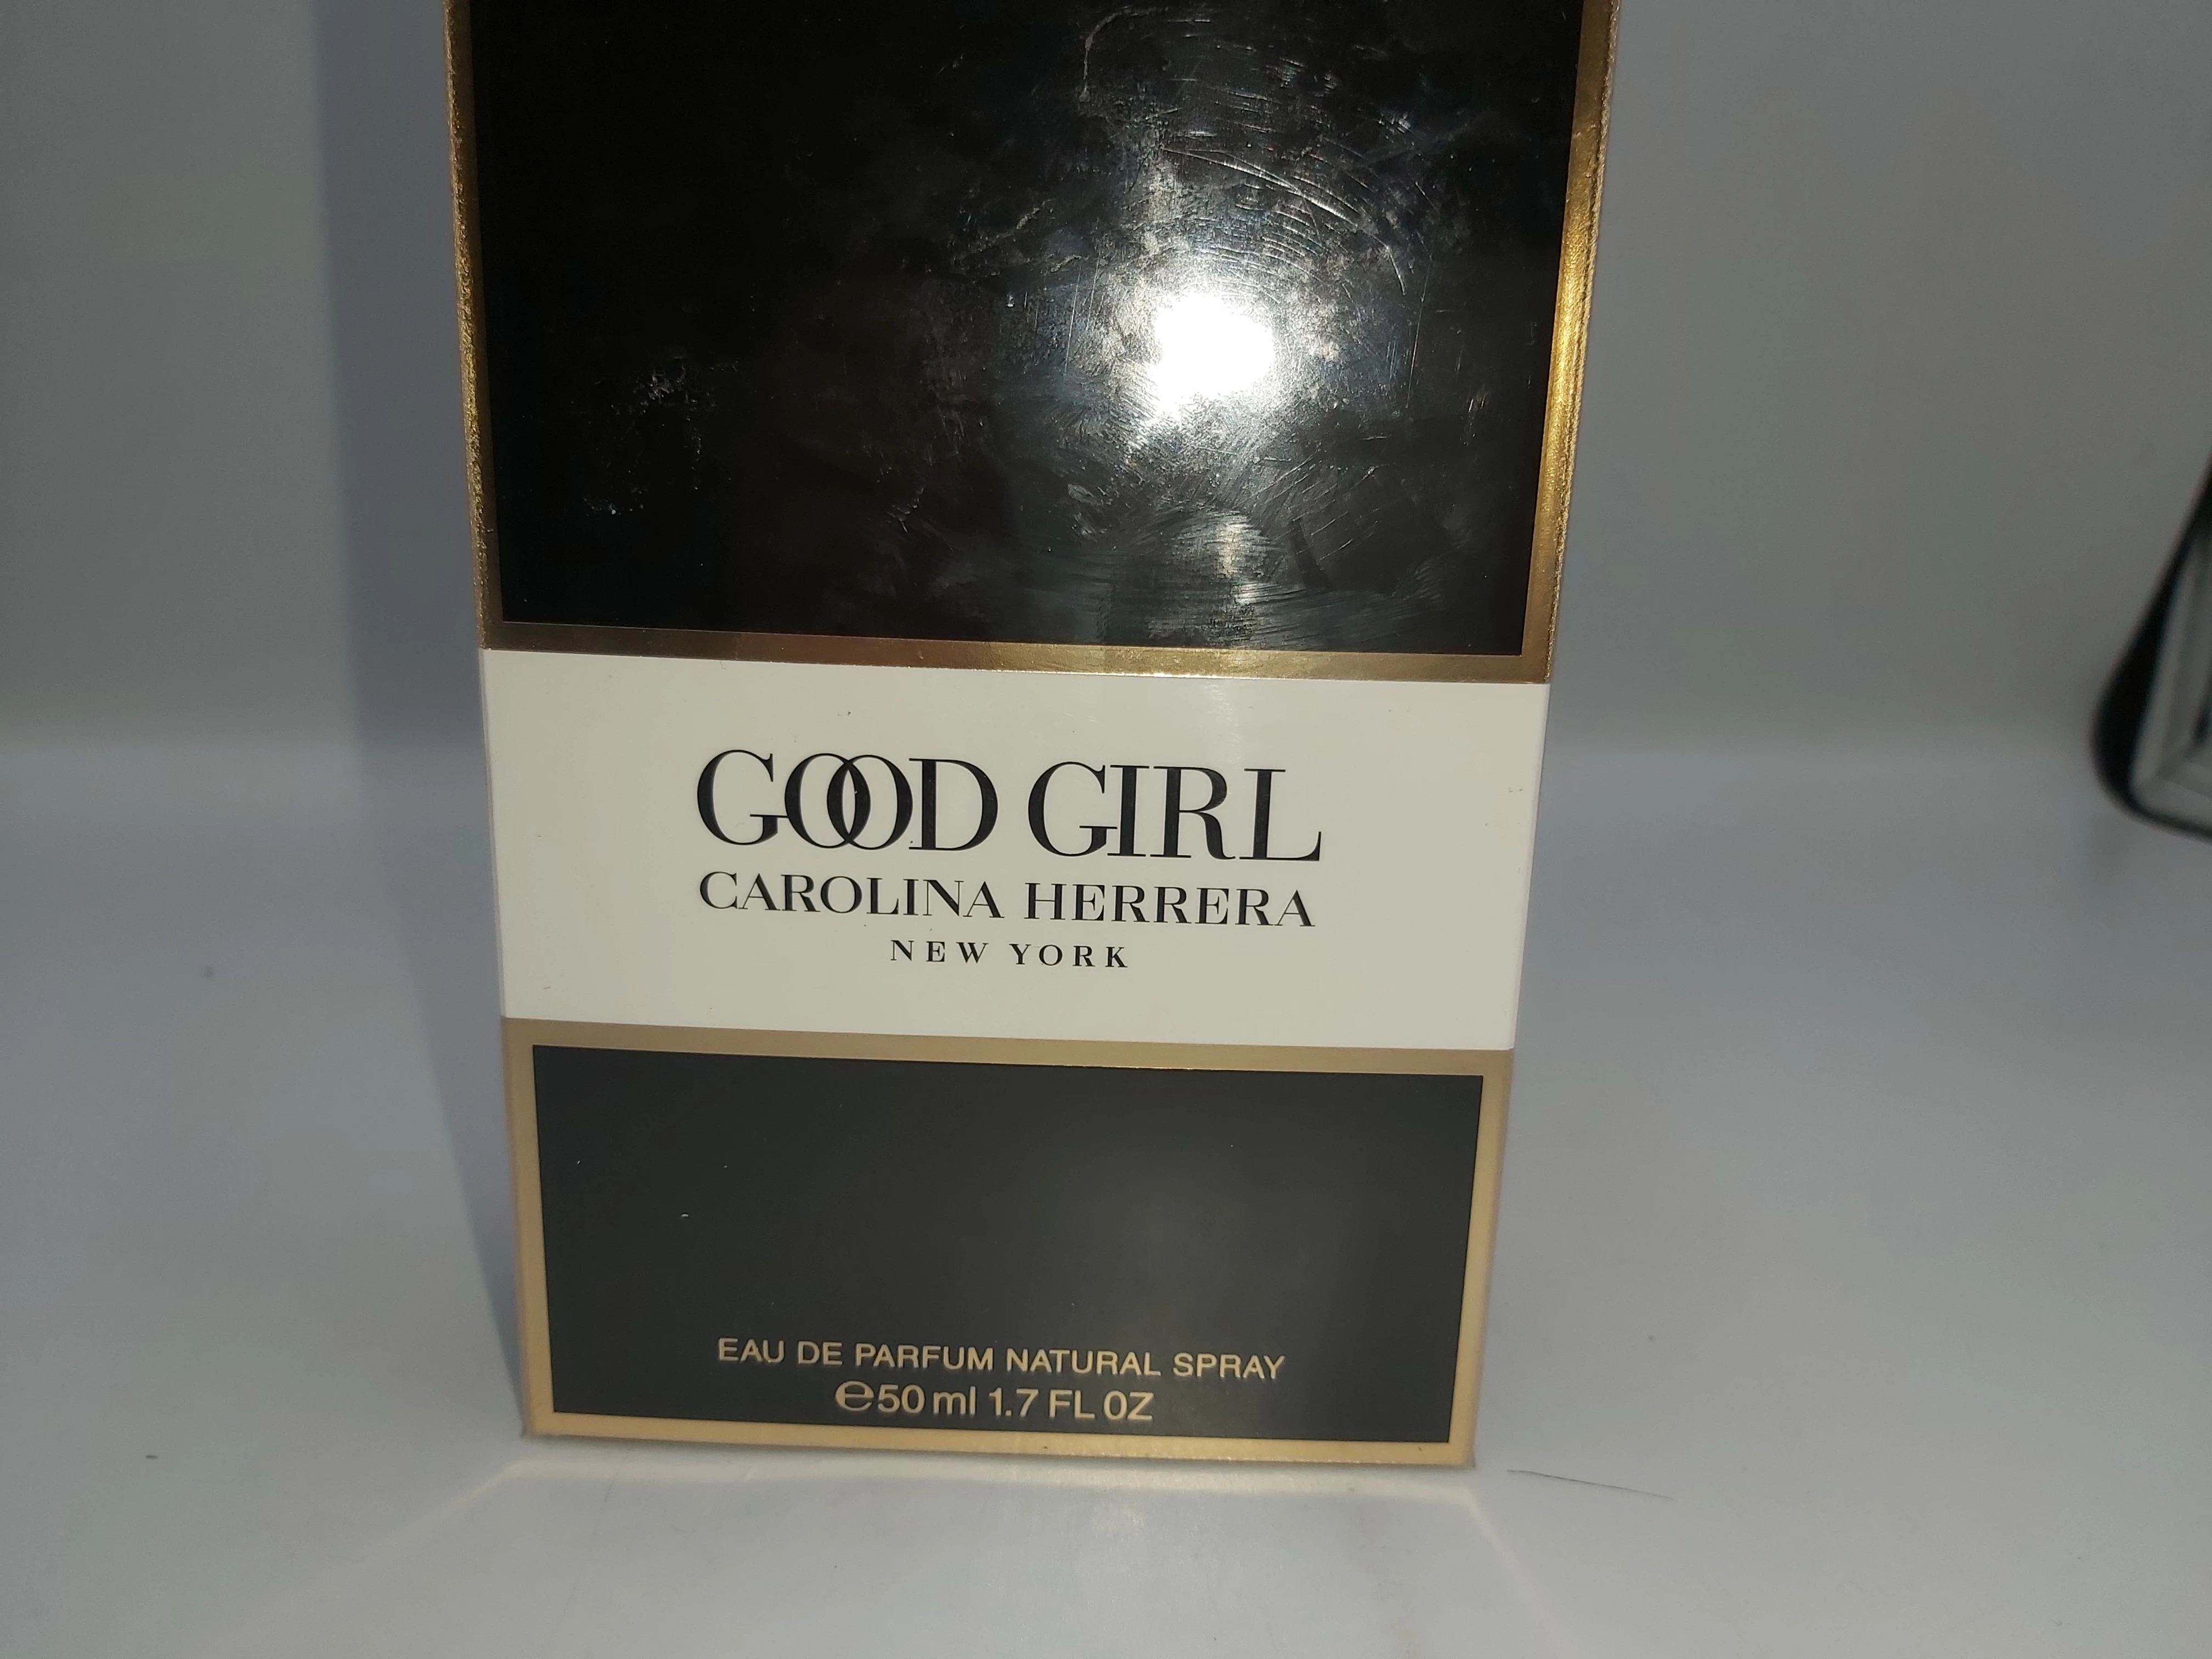 GOOD GIRL
CAROLINA HERRERA
NEW YORK
EAU DE PARFUM NATURAL SPRAY
℮50 ml 1.7 FL OZ